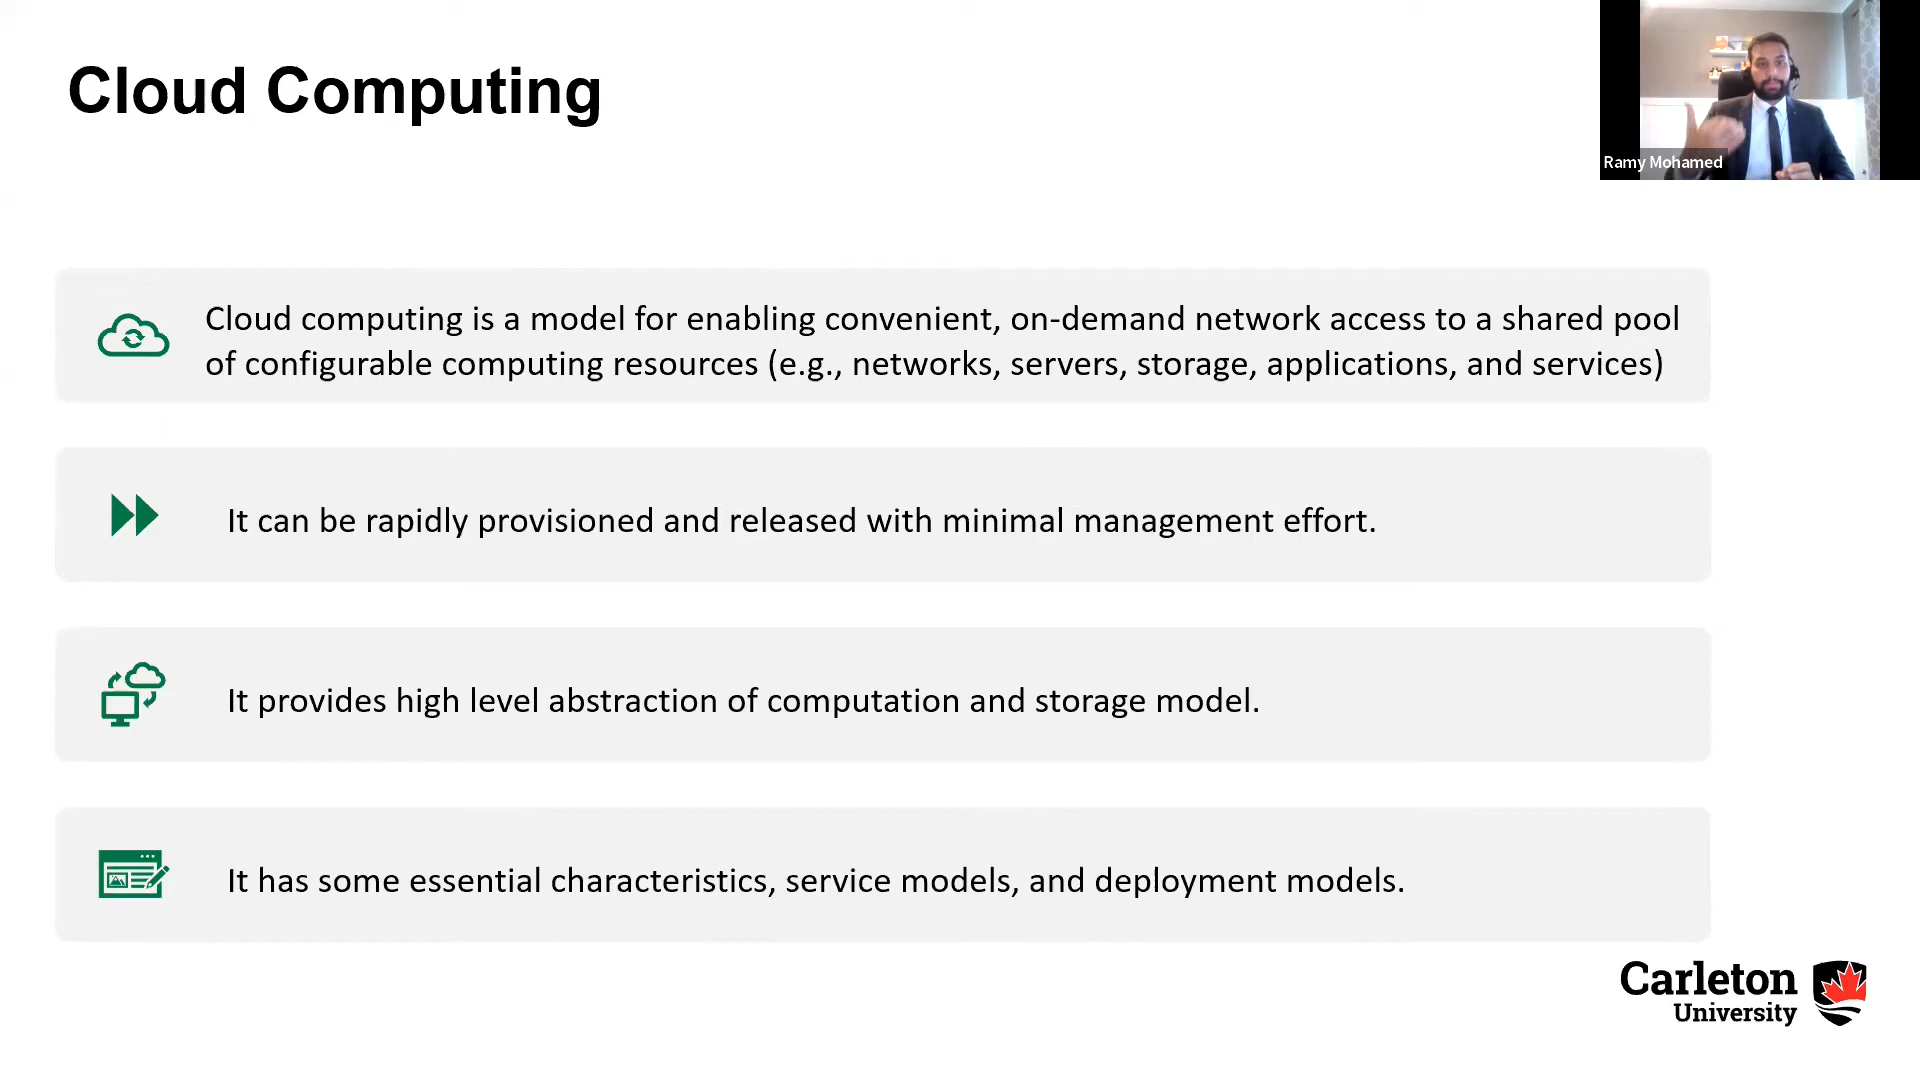 Cloud Computing
Ramy Mohamed
Cloud computing is a model for enabling convenient, on-demand network access to a shared pool
of configurable computing resources (e.g., networks, servers, storage, applications, and services)
It can be rapidly provisioned and released with minimal management effort.
It provides high level abstraction of computation and storage model.
It has some essential characteristics, service models, and deployment models.
Carleton
University